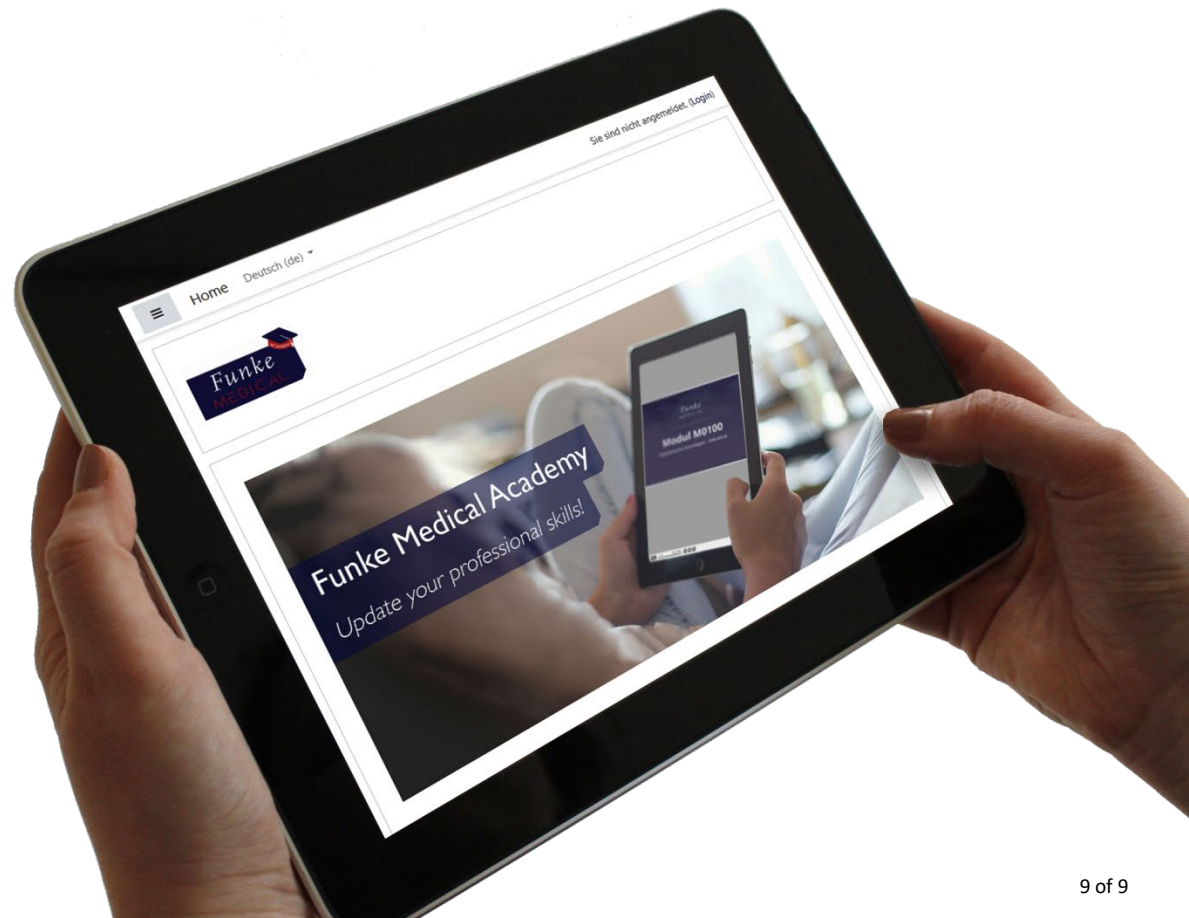 Sie sind nicht angemeldet. (Login)
≡ Home Deutsch (de)
Funke
MEDICAL
Funke
Modul M0100
Funke Medical Academy
Update your professional skills!
9 of 9